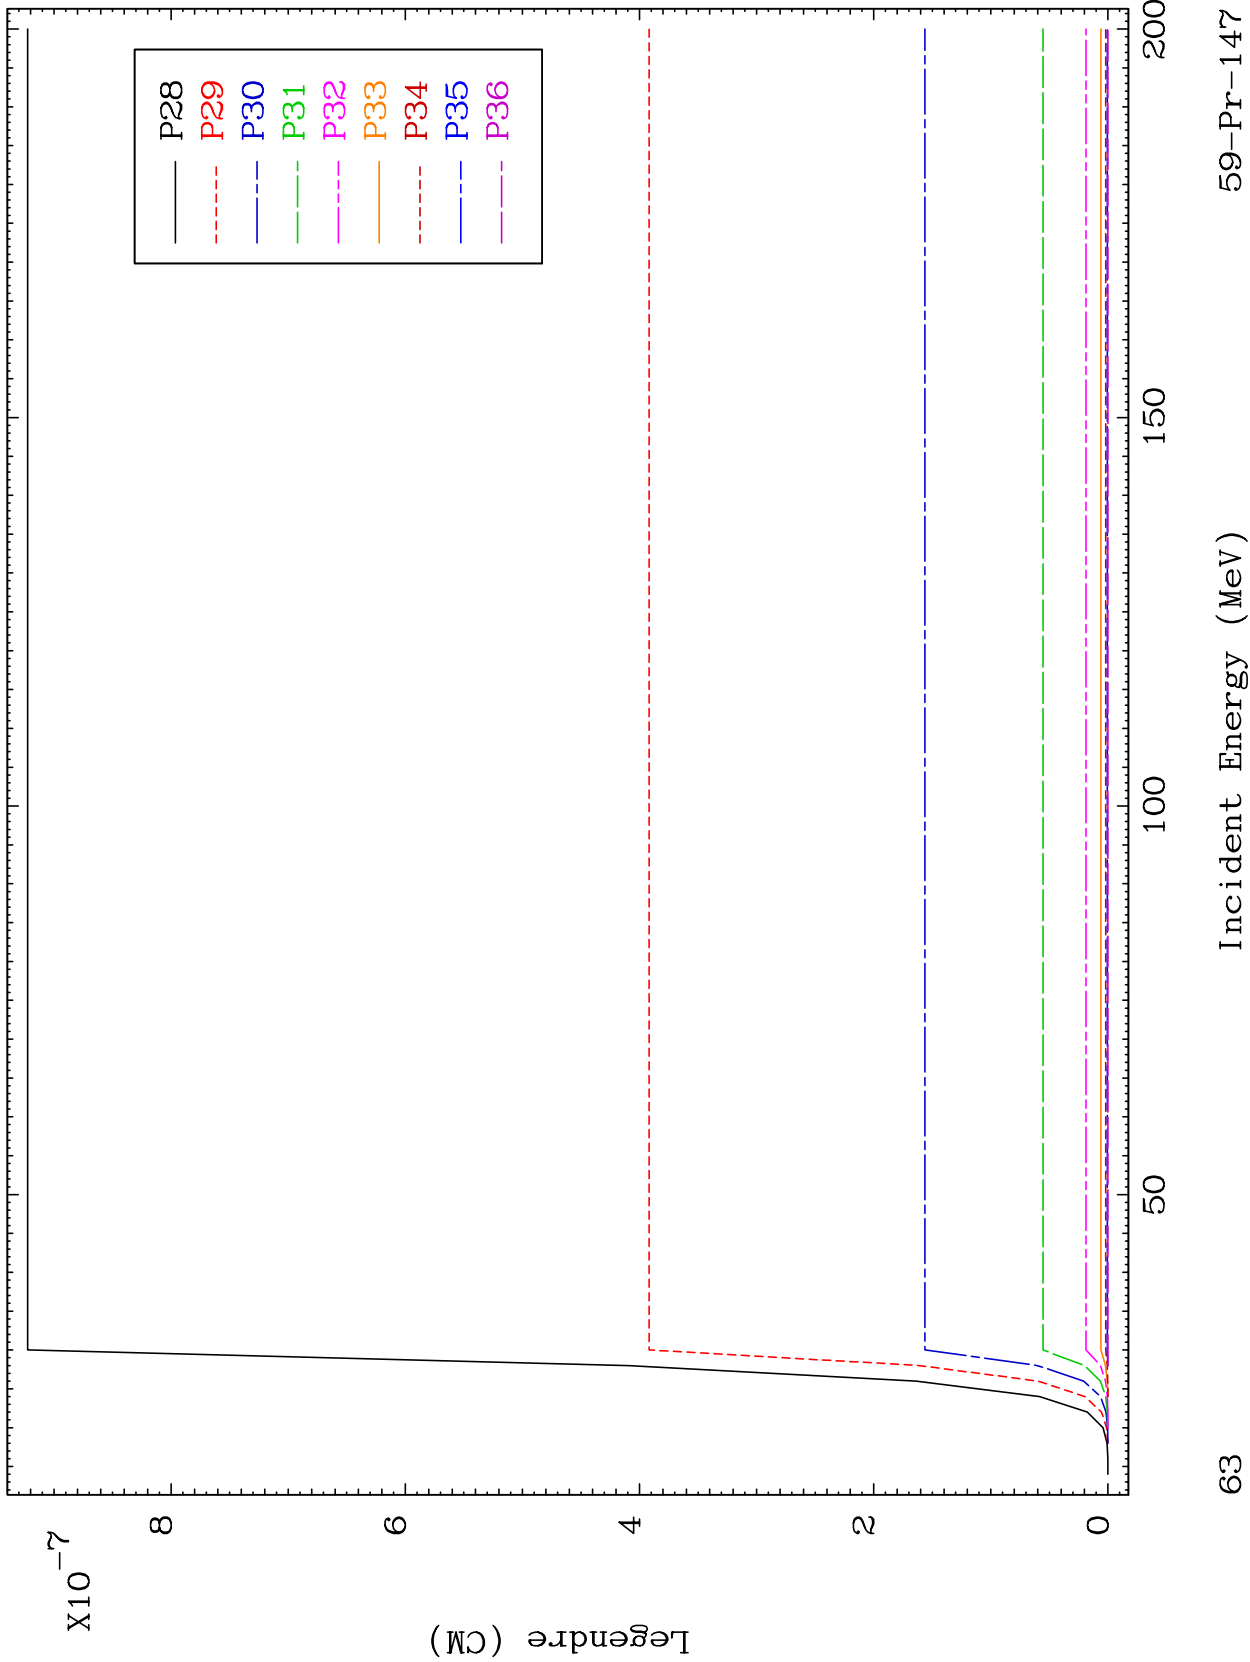 X10-7
Legendre (CM)
8
6
4
2
0
P28
P29
P30
P31
P32
P33
P34
P35
P36
50
100
150
200
Incident Energy (MeV)
63
59-Pr-147